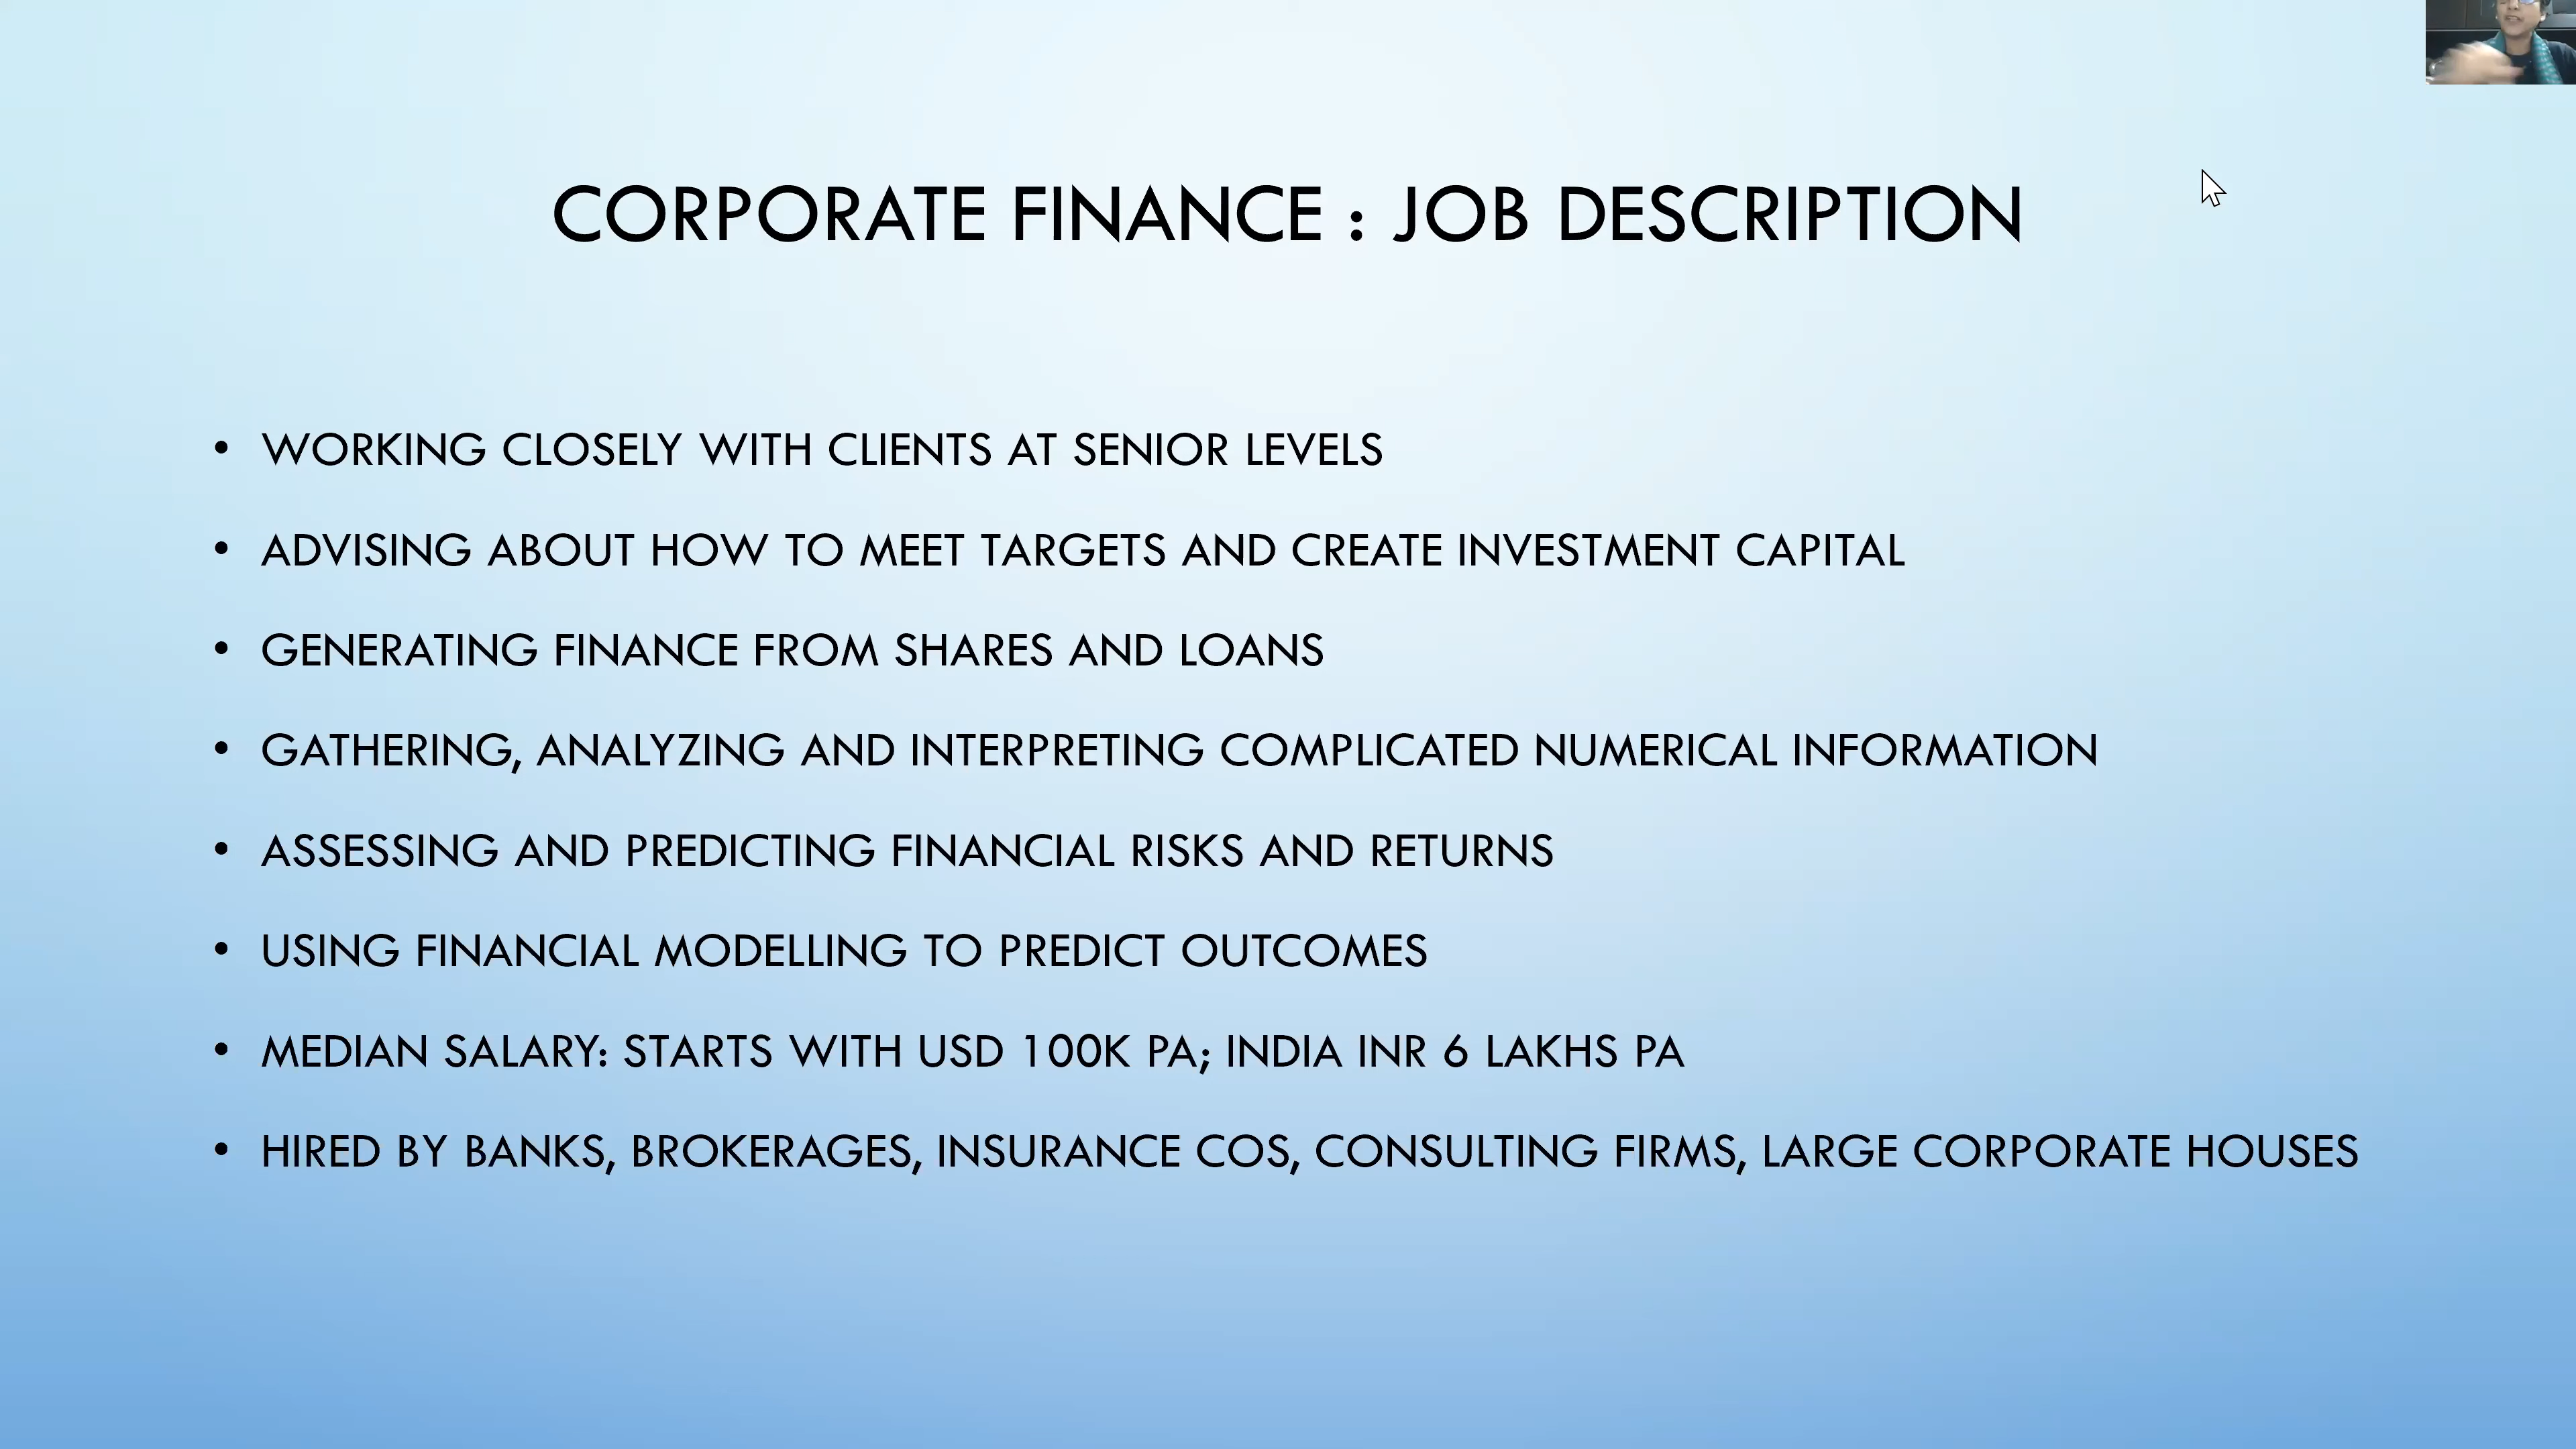 CORPORATE FINANCE : JOB DESCRIPTION
• WORKING CLOSELY WITH CLIENTS AT SENIOR LEVELS
• ADVISING ABOUT HOW TO MEET TARGETS AND CREATE INVESTMENT CAPITAL
• GENERATING FINANCE FROM SHARES AND LOANS
• GATHERING, ANALYZING AND INTERPRETING COMPLICATED NUMERICAL INFORMATION
• ASSESSING AND PREDICTING FINANCIAL RISKS AND RETURNS
• USING FINANCIAL MODELLING TO PREDICT OUTCOMES
• MEDIAN SALARY: STARTS WITH USD 100K PA; INDIA INR 6 LAKHS PA
• HIRED BY BANKS, BROKERAGES, INSURANCE COS, CONSULTING FIRMS, LARGE CORPORATE HOUSES